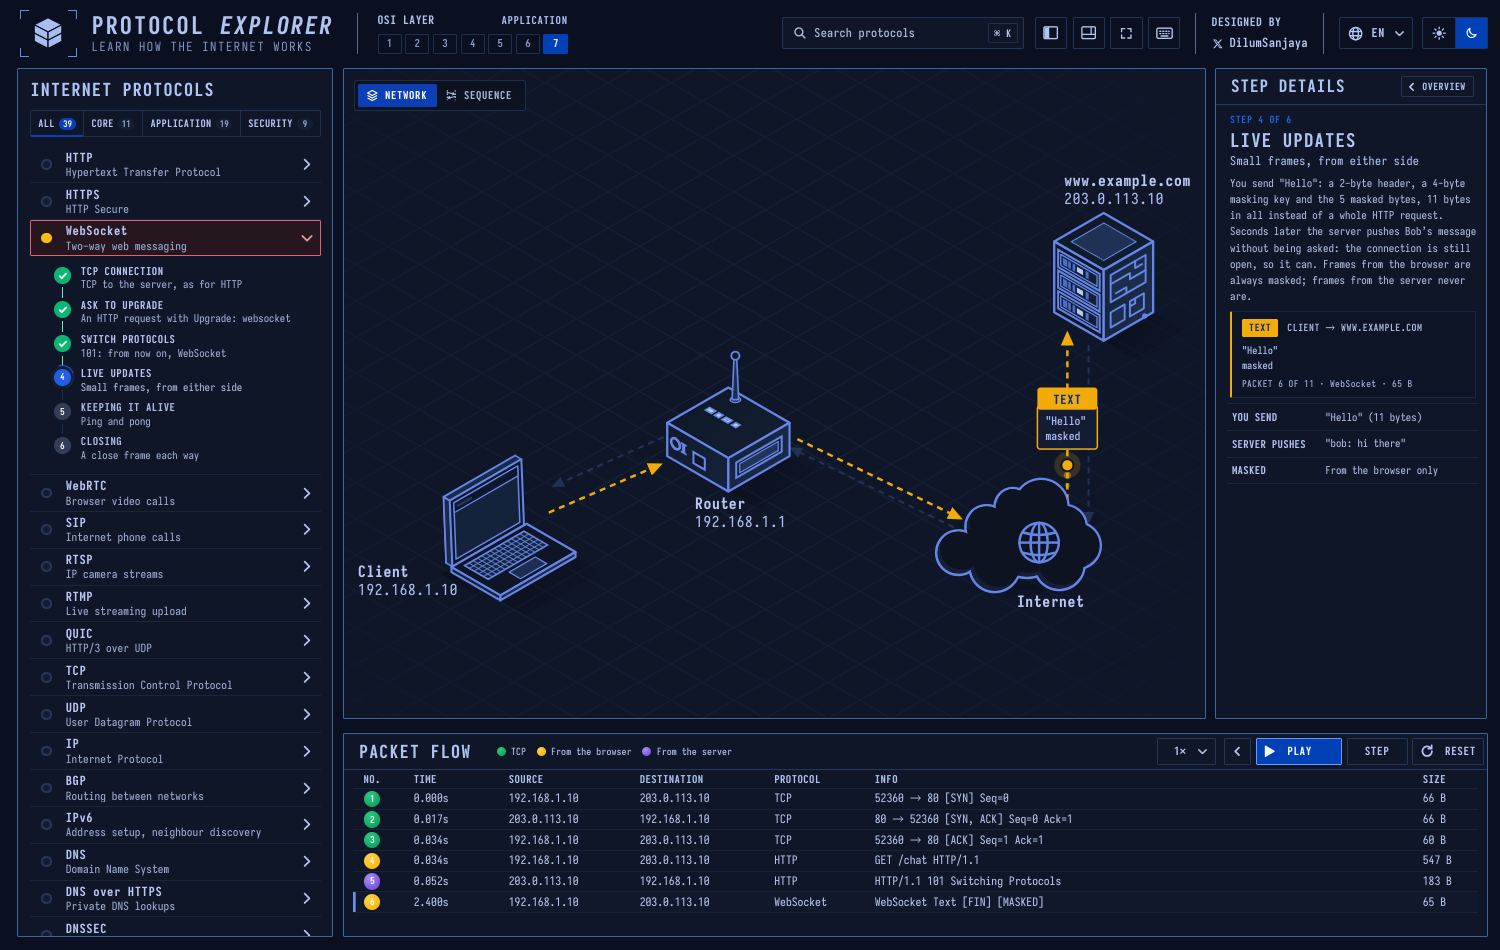 PROTOCOL EXPLORER
LEARN HOW THE INTERNET WORKS
OSI LAYER APPLICATION
1 2 3 4 5 6 7
Search protocols ⌘ K
DESIGNED BY
DilumSanjaya
EN
INTERNET PROTOCOLS
ALL 39 CORE 11 APPLICATION 19 SECURITY 9
HTTP
Hypertext Transfer Protocol
HTTPS
HTTP Secure
WebSocket
Two-way web messaging
TCP CONNECTION
TCP to the server, as for HTTP
ASK TO UPGRADE
An HTTP request with Upgrade: websocket
SWITCH PROTOCOLS
101: from now on, WebSocket
4 LIVE UPDATES
Small frames, from either side
5 KEEPING IT ALIVE
Ping and pong
6 CLOSING
A close frame each way
WebRTC
Browser video calls
SIP
Internet phone calls
RTSP
IP camera streams
RTMP
Live streaming upload
QUIC
HTTP/3 over UDP
TCP
Transmission Control Protocol
UDP
User Datagram Protocol
IP
Internet Protocol
BGP
Routing between networks
IPv6
Address setup, neighbour discovery
DNS
Domain Name System
DNS over HTTPS
Private DNS lookups
DNSSEC
NETWORK SEQUENCE
www.example.com
203.0.113.10
TEXT
"Hello"
masked
Router
192.168.1.1
Client
192.168.1.10
Internet
STEP DETAILS OVERVIEW
STEP 4 OF 6
LIVE UPDATES
Small frames, from either side
You send "Hello": a 2-byte header, a 4-byte
masking key and the 5 masked bytes, 11 bytes
in all instead of a whole HTTP request.
Seconds later the server pushes Bob's message
without being asked: the connection is still
open, so it can. Frames from the browser are
always masked; frames from the server never
are.
TEXT CLIENT → WWW.EXAMPLE.COM
"Hello"
masked
PACKET 6 OF 11 · WebSocket · 65 B
YOU SEND "Hello" (11 bytes)
SERVER PUSHES "bob: hi there"
MASKED From the browser only
PACKET FLOW TCP From the browser From the server 1× PLAY STEP RESET
NO. TIME SOURCE DESTINATION PROTOCOL INFO SIZE
1 0.000s 192.168.1.10 203.0.113.10 TCP 52360 → 80 [SYN] Seq=0 66 B
2 0.017s 203.0.113.10 192.168.1.10 TCP 80 → 52360 [SYN, ACK] Seq=0 Ack=1 66 B
3 0.034s 192.168.1.10 203.0.113.10 TCP 52360 → 80 [ACK] Seq=1 Ack=1 60 B
4 0.034s 192.168.1.10 203.0.113.10 HTTP GET /chat HTTP/1.1 547 B
5 0.052s 203.0.113.10 192.168.1.10 HTTP HTTP/1.1 101 Switching Protocols 183 B
6 2.400s 192.168.1.10 203.0.113.10 WebSocket WebSocket Text [FIN] [MASKED] 65 B